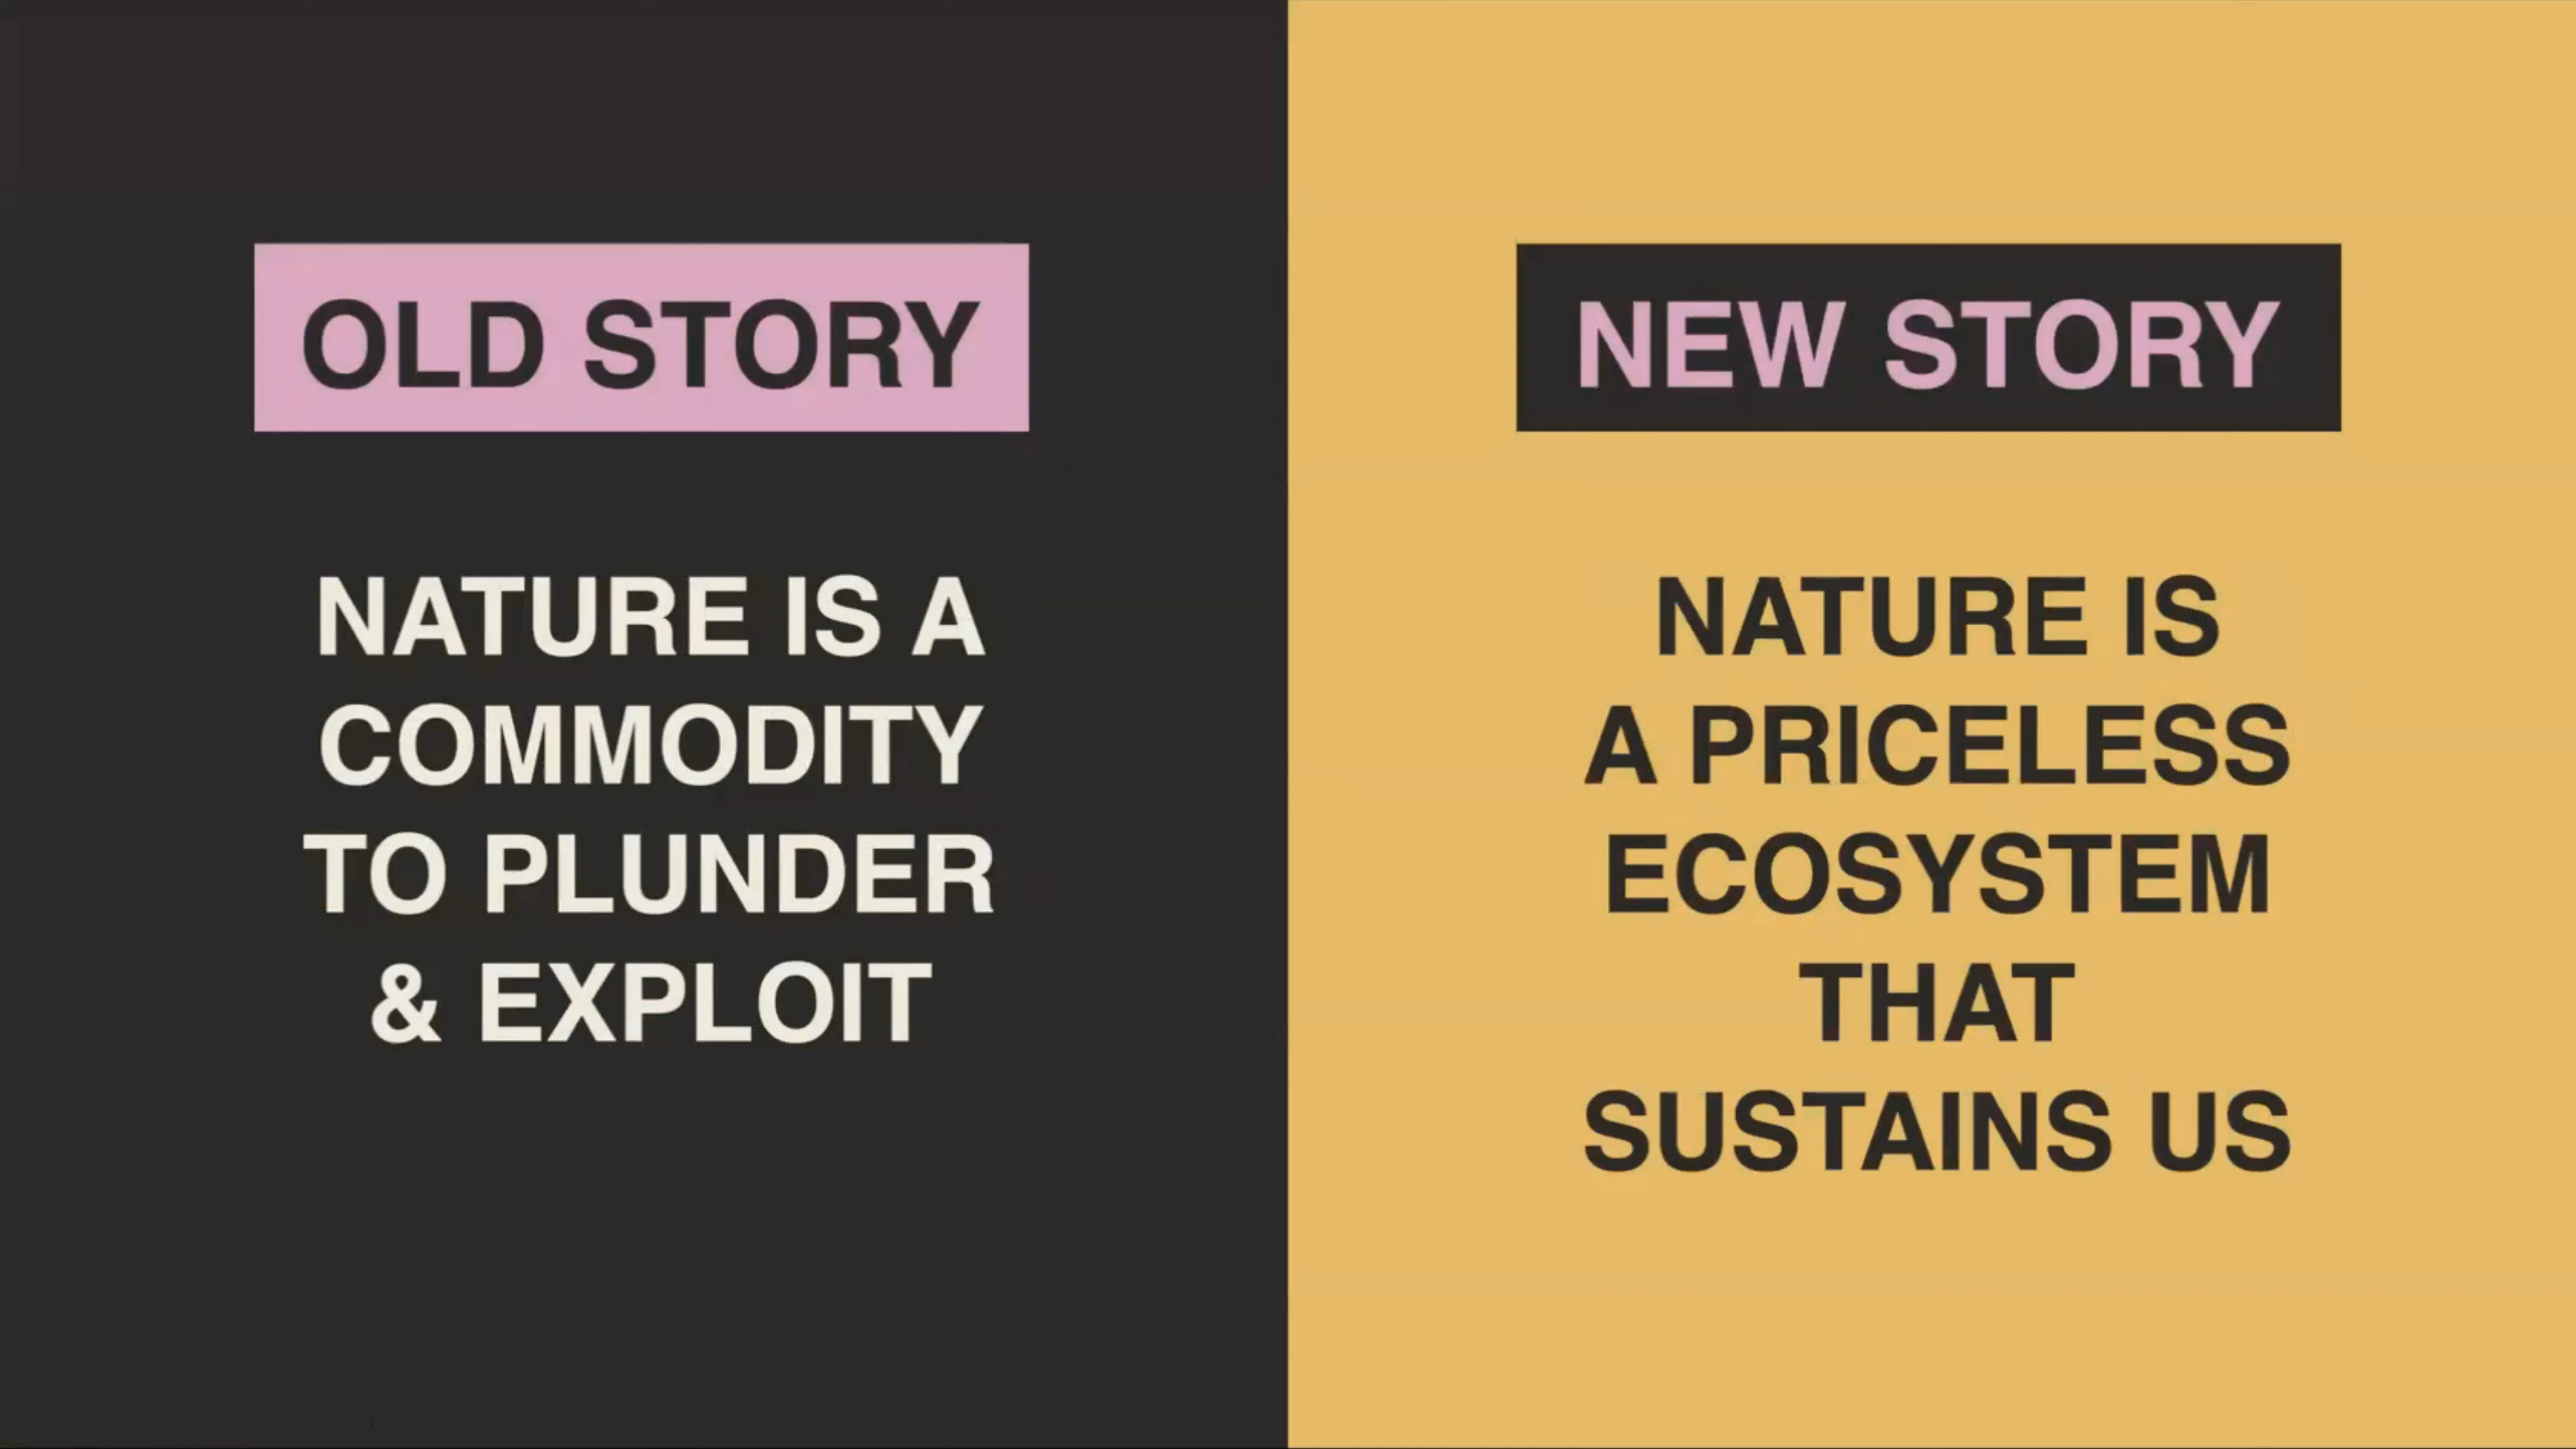 OLD STORY
NATURE IS A
COMMODITY
TO PLUNDER
& EXPLOIT
NEW STORY
NATURE IS
A PRICELESS
ECOSYSTEM
THAT
SUSTAINS US